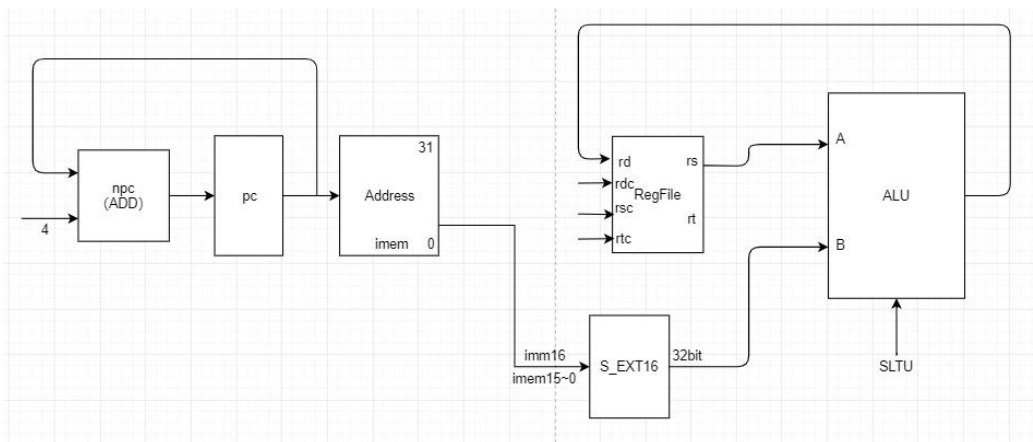 npc
(ADD)
4
pc
31
Address
imem 0
imm16
imem15~0
S_EXT16
32bit
rd rs
rdc
RegFile
rsc
rt
rtc
A
ALU
B
SLTU